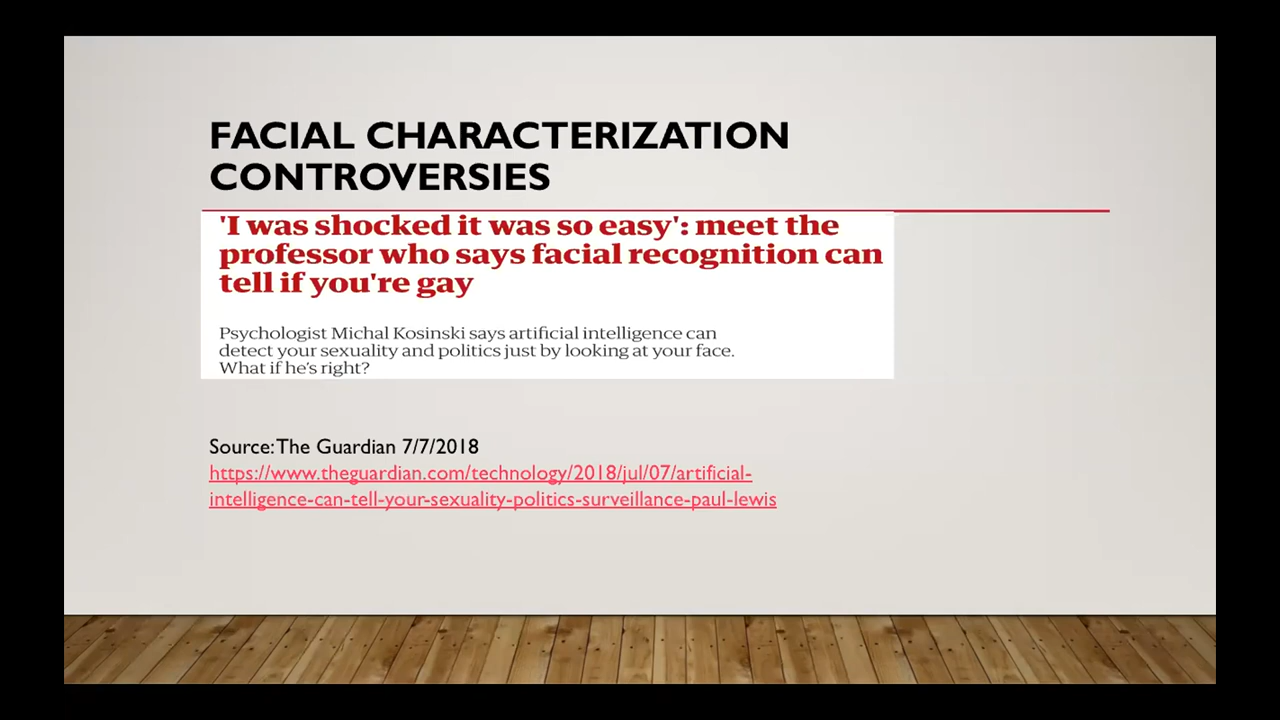 FACIAL CHARACTERIZATION
CONTROVERSIES
'I was shocked it was so easy': meet the
professor who says facial recognition can
tell if you're gay
Psychologist Michal Kosinski says artificial intelligence can
detect your sexuality and politics just by looking at your face.
What if he's right?
Source: The Guardian 7/7/2018
https://www.theguardian.com/technology/2018/jul/07/artificial-
intelligence-can-tell-your-sexuality-politics-surveillance-paul-lewis